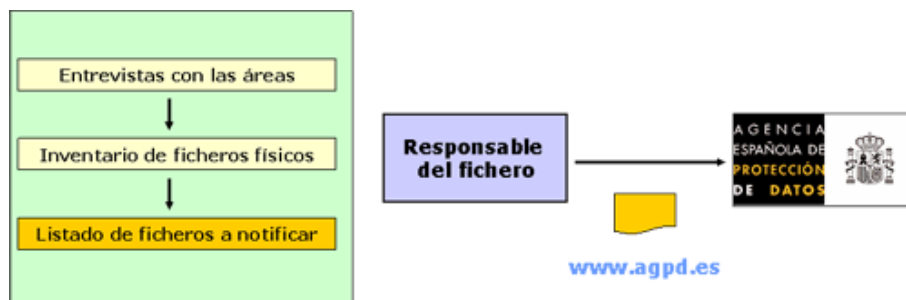 Entrevistas con las áreas
Inventario de ficheros físicos
Listado de ficheros a notificar
Responsable
del fichero
www.agpd.es
AGENCIA
ESPAÑOLA DE
PROTECCIÓN
DE DATOS